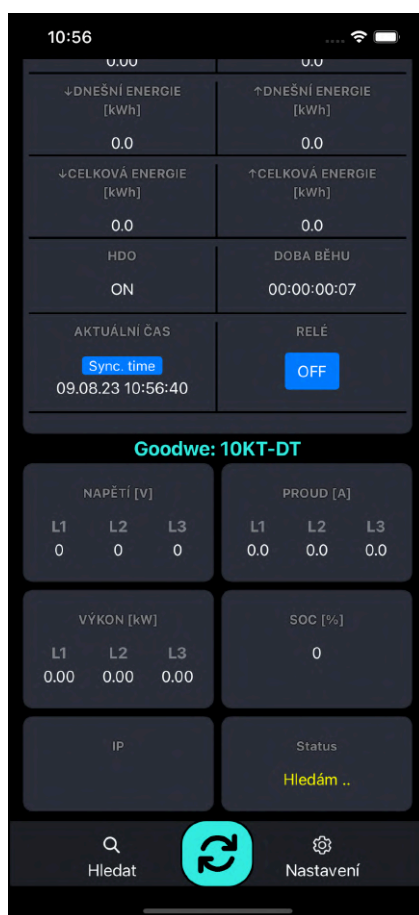 10:56
0.00 0.0
↓DNEŠNÍ ENERGIE ↑DNEŠNÍ ENERGIE
[kWh] [kWh]
0.0 0.0
↓CELKOVÁ ENERGIE ↑CELKOVÁ ENERGIE
[kWh] [kWh]
0.0 0.0
HDO DOBA BĚHU
ON 00:00:00:07
AKTUÁLNÍ ČAS RELÉ
Sync. time OFF
09.08.23 10:56:40
Goodwe: 10KT-DT
NAPĚTÍ [V] PROUD [A]
L1 L2 L3 L1 L2 L3
0 0 0 0.0 0.0 0.0
VÝKON [kW] SOC [%]
L1 L2 L3 0
0.00 0.00 0.00
IP Status
Hledám ..
Hledat Nastavení